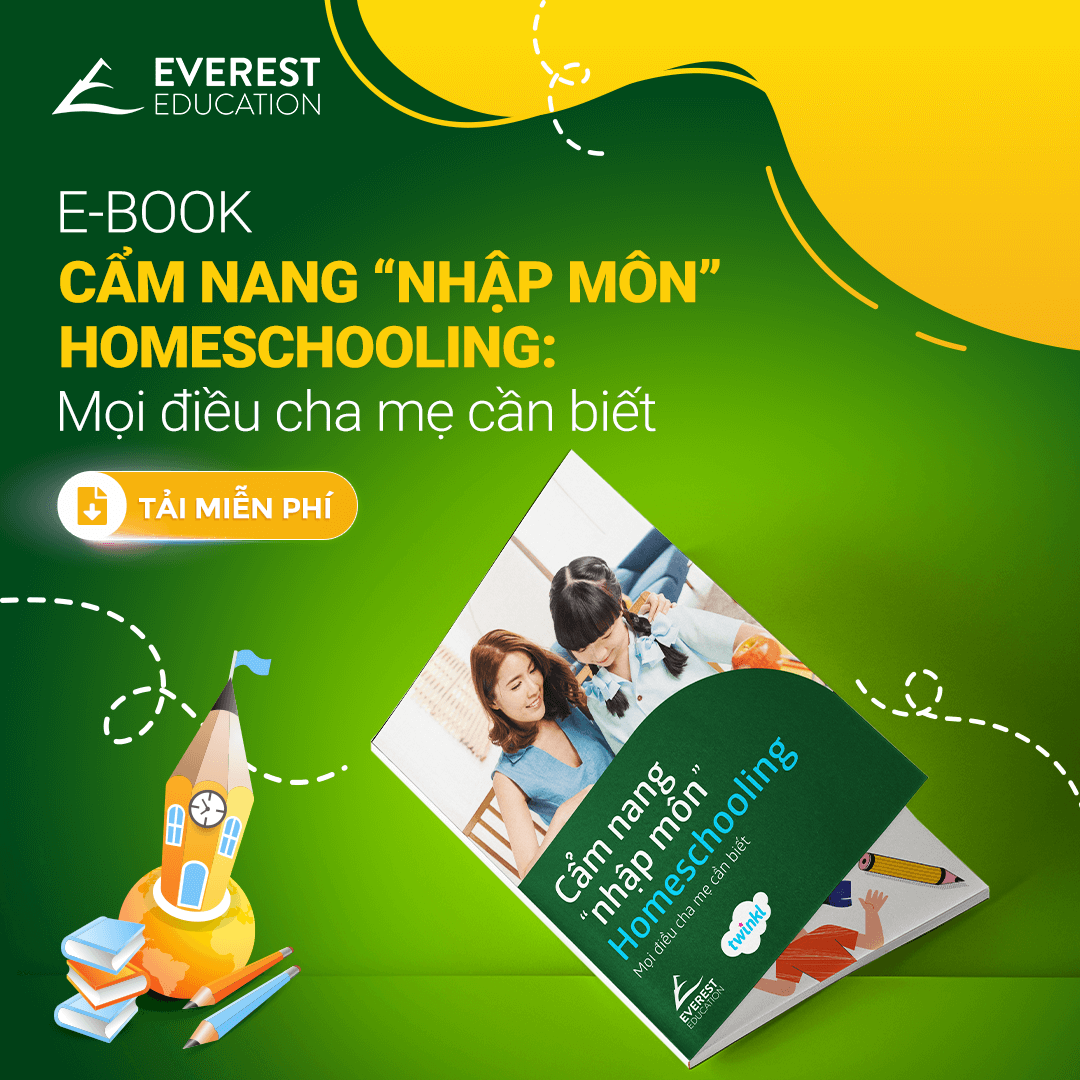 EVEREST
EDUCATION
E-BOOK
CẨM NANG “NHẬP MÔN”
HOMESCHOOLING:
Mọi điều cha mẹ cần biết
TẢI MIỄN PHÍ
Cẩm nang
“nhập môn”
Homeschooling
Mọi điều cha mẹ cần biết
twinkl
EVEREST
EDUCATION